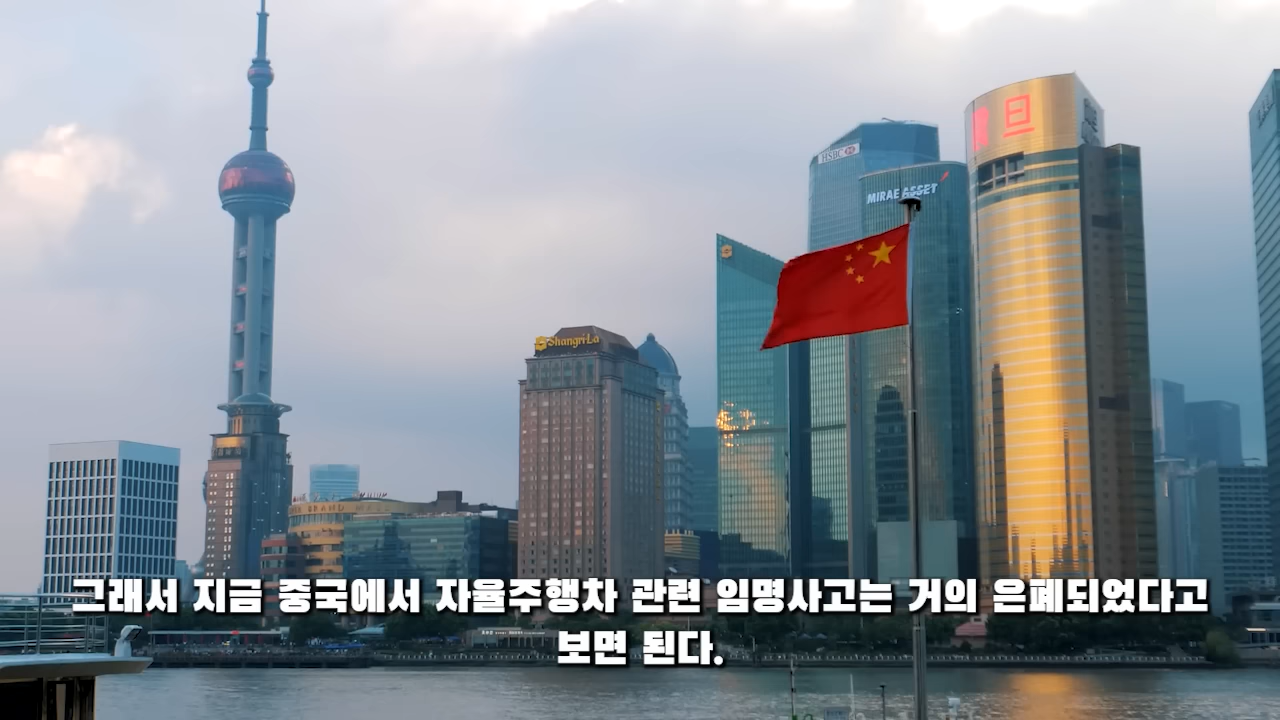 旦
HSBC
MIRAE ASSET
Shangri-La
그래서 지금 중국에서 자율주행차 관련 임명사고는 거의 은폐되었다고
보면 된다.